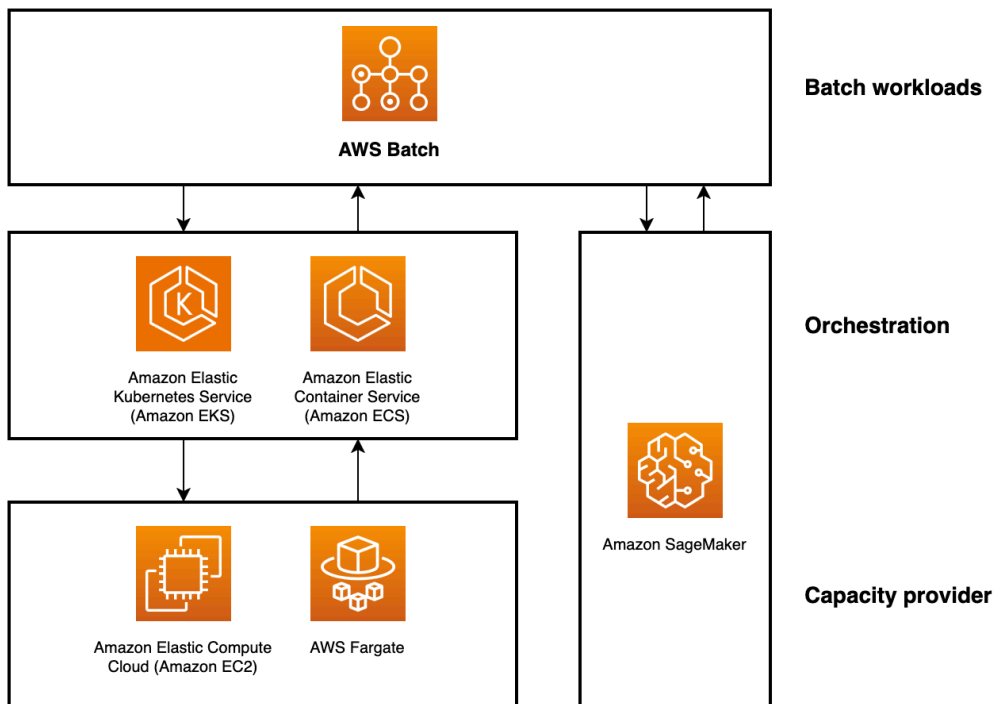 Batch workloads
AWS Batch
Orchestration
Amazon Elastic
Kubernetes Service
(Amazon EKS)
Amazon Elastic
Container Service
(Amazon ECS)
K
Amazon SageMaker
Capacity provider
Amazon Elastic Compute
Cloud (Amazon EC2)
AWS Fargate